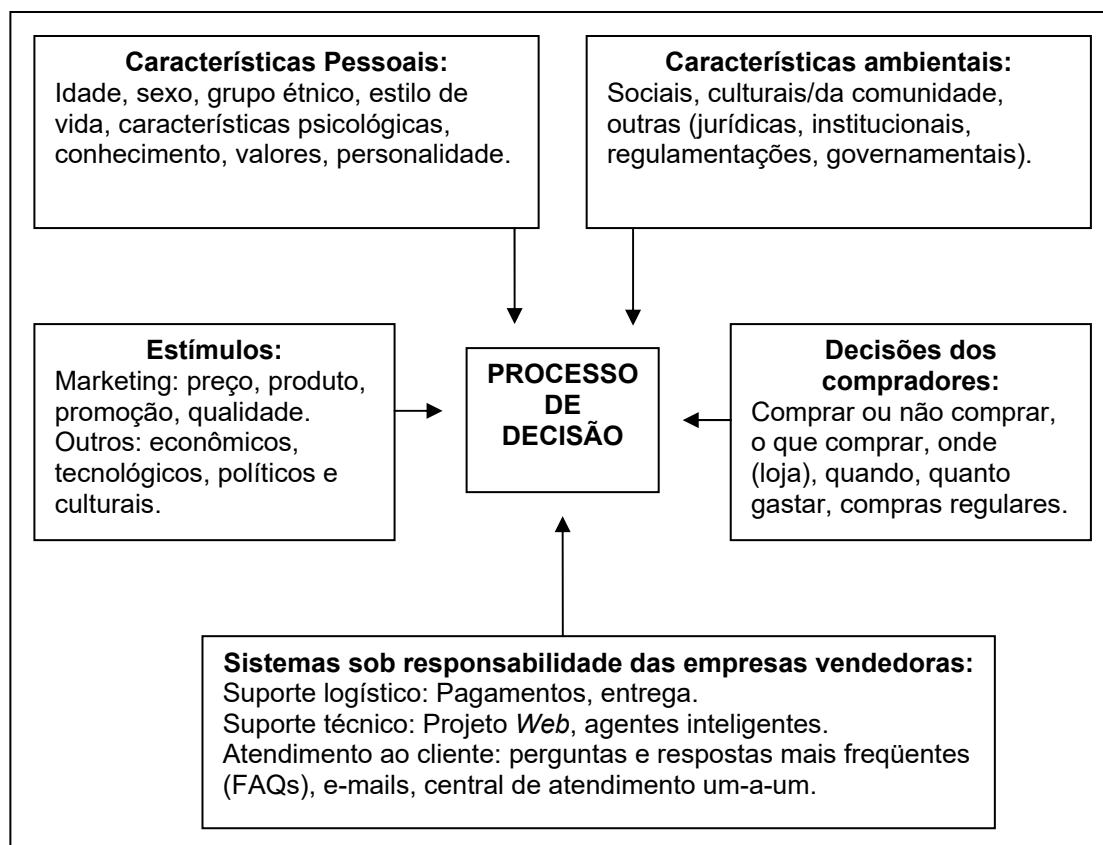 Características Pessoais:
Idade, sexo, grupo étnico, estilo de
vida, características psicológicas,
conhecimento, valores, personalidade.
Características ambientais:
Sociais, culturais/da comunidade,
outras (jurídicas, institucionais,
regulamentações, governamentais).
Estímulos:
Marketing: preço, produto,
promoção, qualidade.
Outros: econômicos,
tecnológicos, políticos e
culturais.
PROCESSO
DE
DECISÃO
Decisões dos
compradores:
Comprar ou não comprar,
o que comprar, onde
(loja), quando, quanto
gastar, compras regulares.
Sistemas sob responsabilidade das empresas vendedoras:
Suporte logístico: Pagamentos, entrega.
Suporte técnico: Projeto Web, agentes inteligentes.
Atendimento ao cliente: perguntas e respostas mais freqüentes
(FAQs), e-mails, central de atendimento um-a-um.